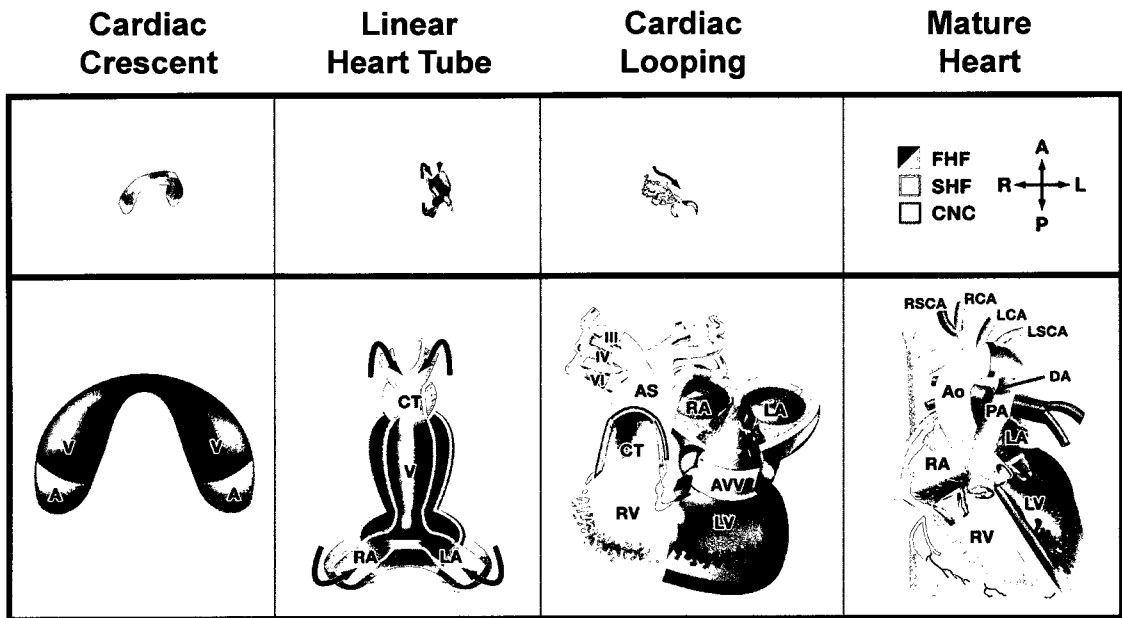 Cardiac
Crescent
Linear
Heart Tube
Cardiac
Looping
Mature
Heart
FHF
SHF
CNC
A
R
L
P
V
V
A
A
CT
V
RA
LA
III
IV
VI
AS
RA
LA
CT
AVV
RV
LV
RSCA
RCA
LCA
LSCA
DA
Ao
PA
LA
RA
LV
RV